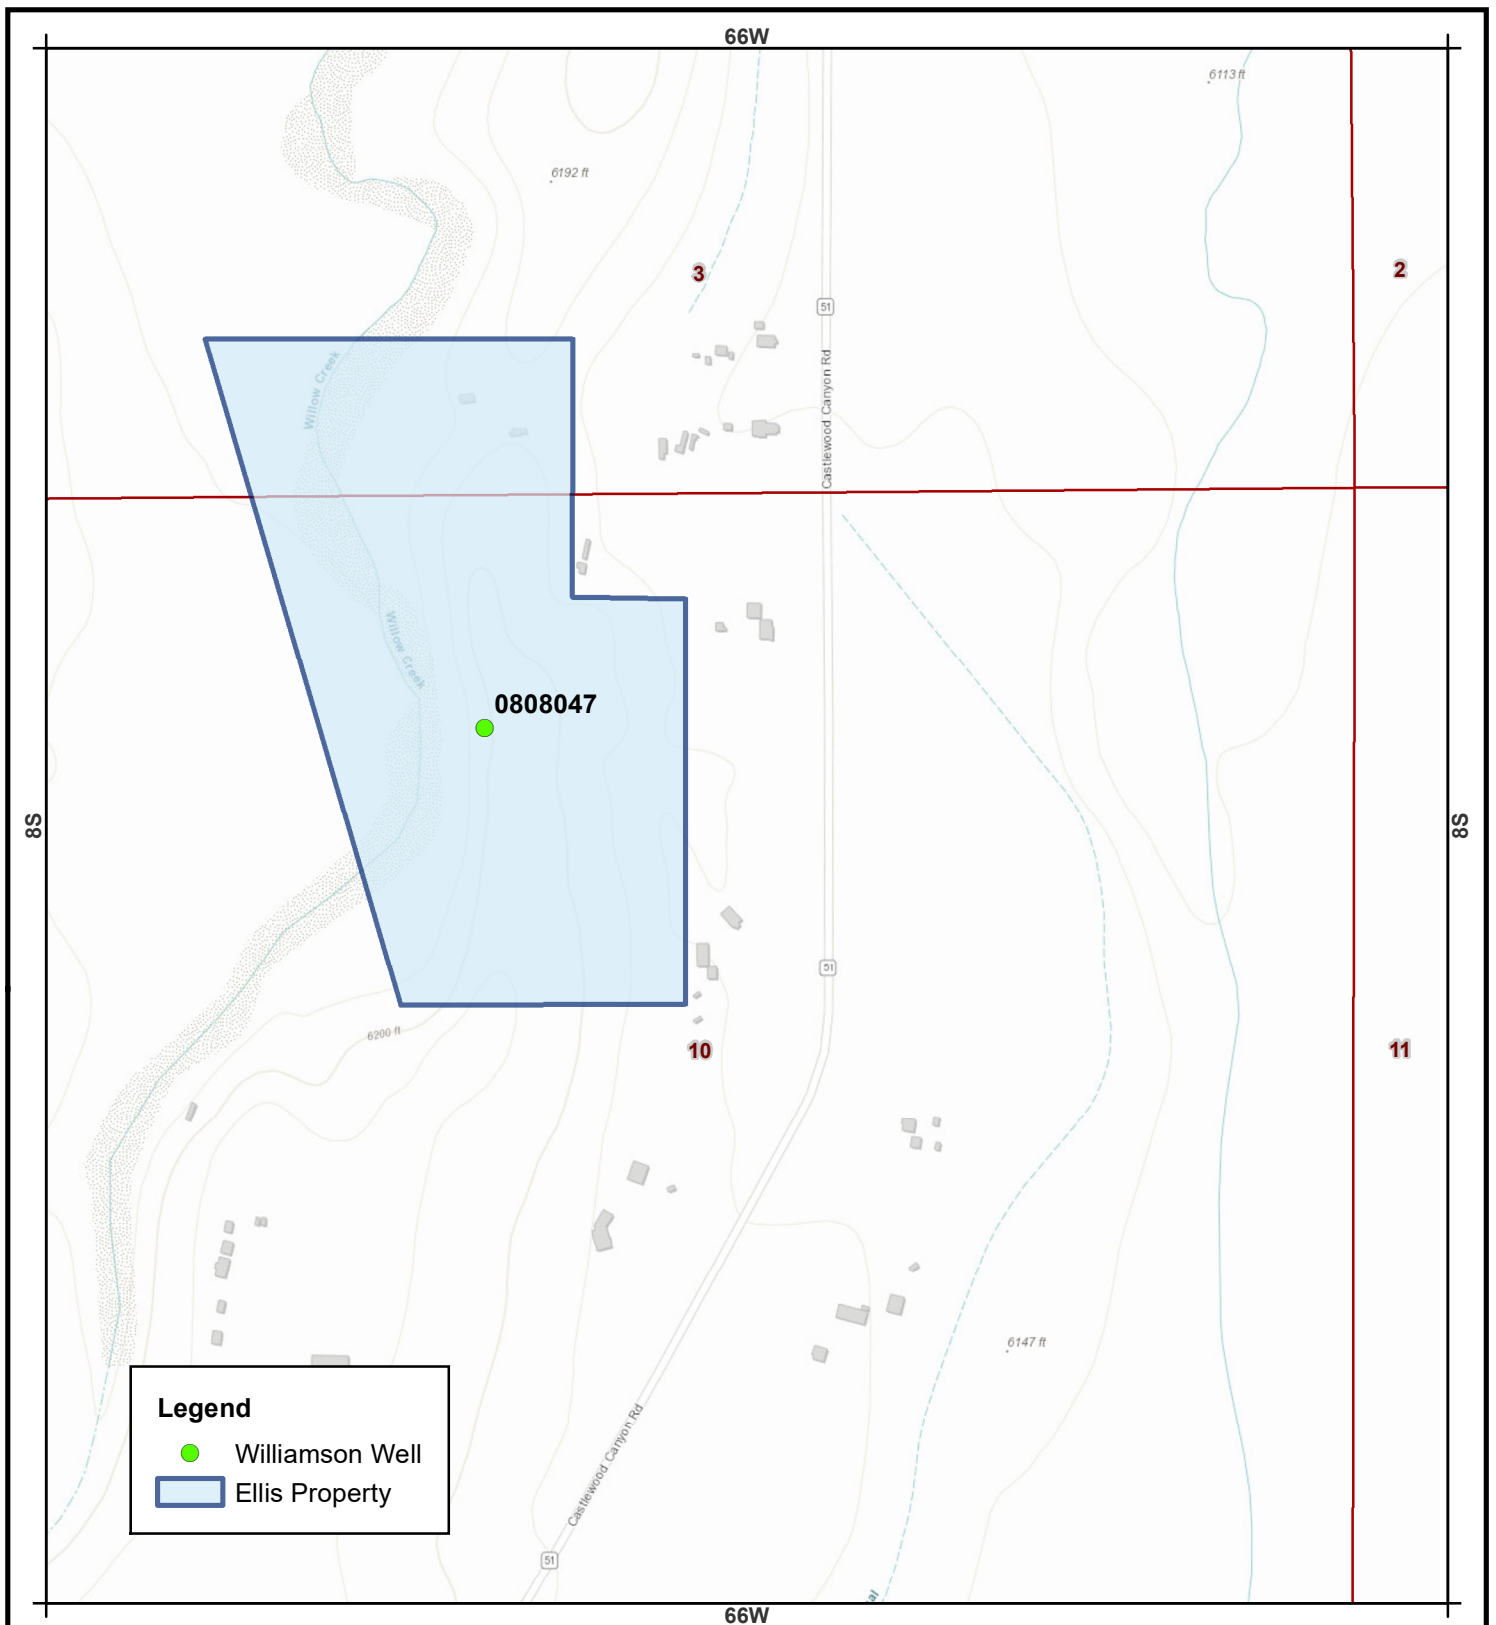 66W
6113 ft
6192 ft
3
2
51
Castlewood Canyon Rd
Willow Creek
Willow Creek
0808047
8S
8S
51
6200 ft
10
11
6147 ft
Castlewood Canyon Rd
51
Legend
Williamson Well
Ellis Property
66W